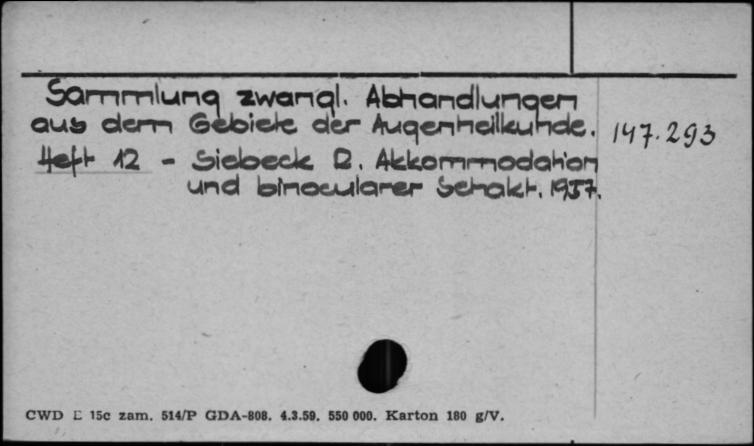 Sammlung zwangl. Abhandlungen
aus dem Gebiete der Augenheilkunde. 147.293
Heft 12 - Siebeck R. Akkommodation
und binocularer Sehakt. 1957.
CWD E 15c zam. 514/P GDA-808. 4.3.59. 550 000. Karton 180 g/V.